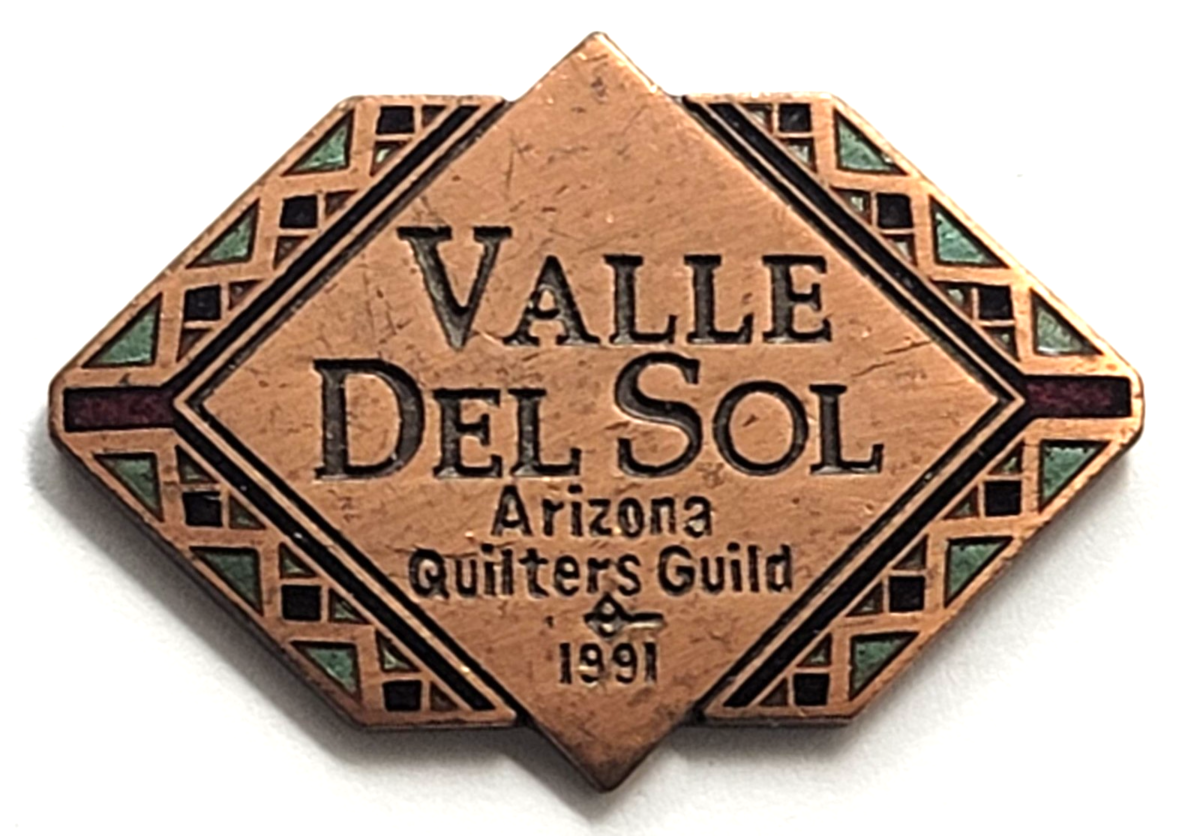 VALLE
DEL SOL
Arizona
Quilters Guild
1991